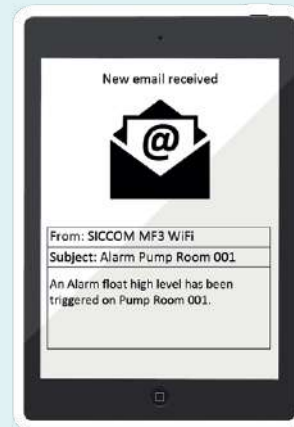 New email received
@
From: SICCOM MF3 WiFi
Subject: Alarm Pump Room 001
An Alarm float high level has been
triggered on Pump Room 001.